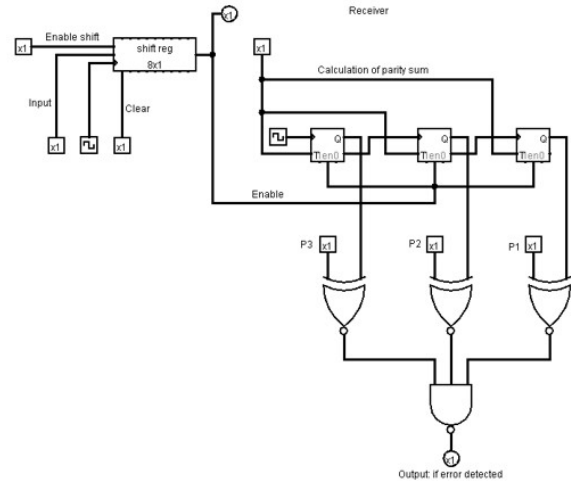 Receiver
x1
Enable shift
x1
shift reg
8x1
x1
Calculation of parity sum
Input
Clear
x1
x1
Q
T en0
Q
T en0
Q
T en0
Enable
P3
x1
P2
x1
P1
x1
x1
Output: if error detected